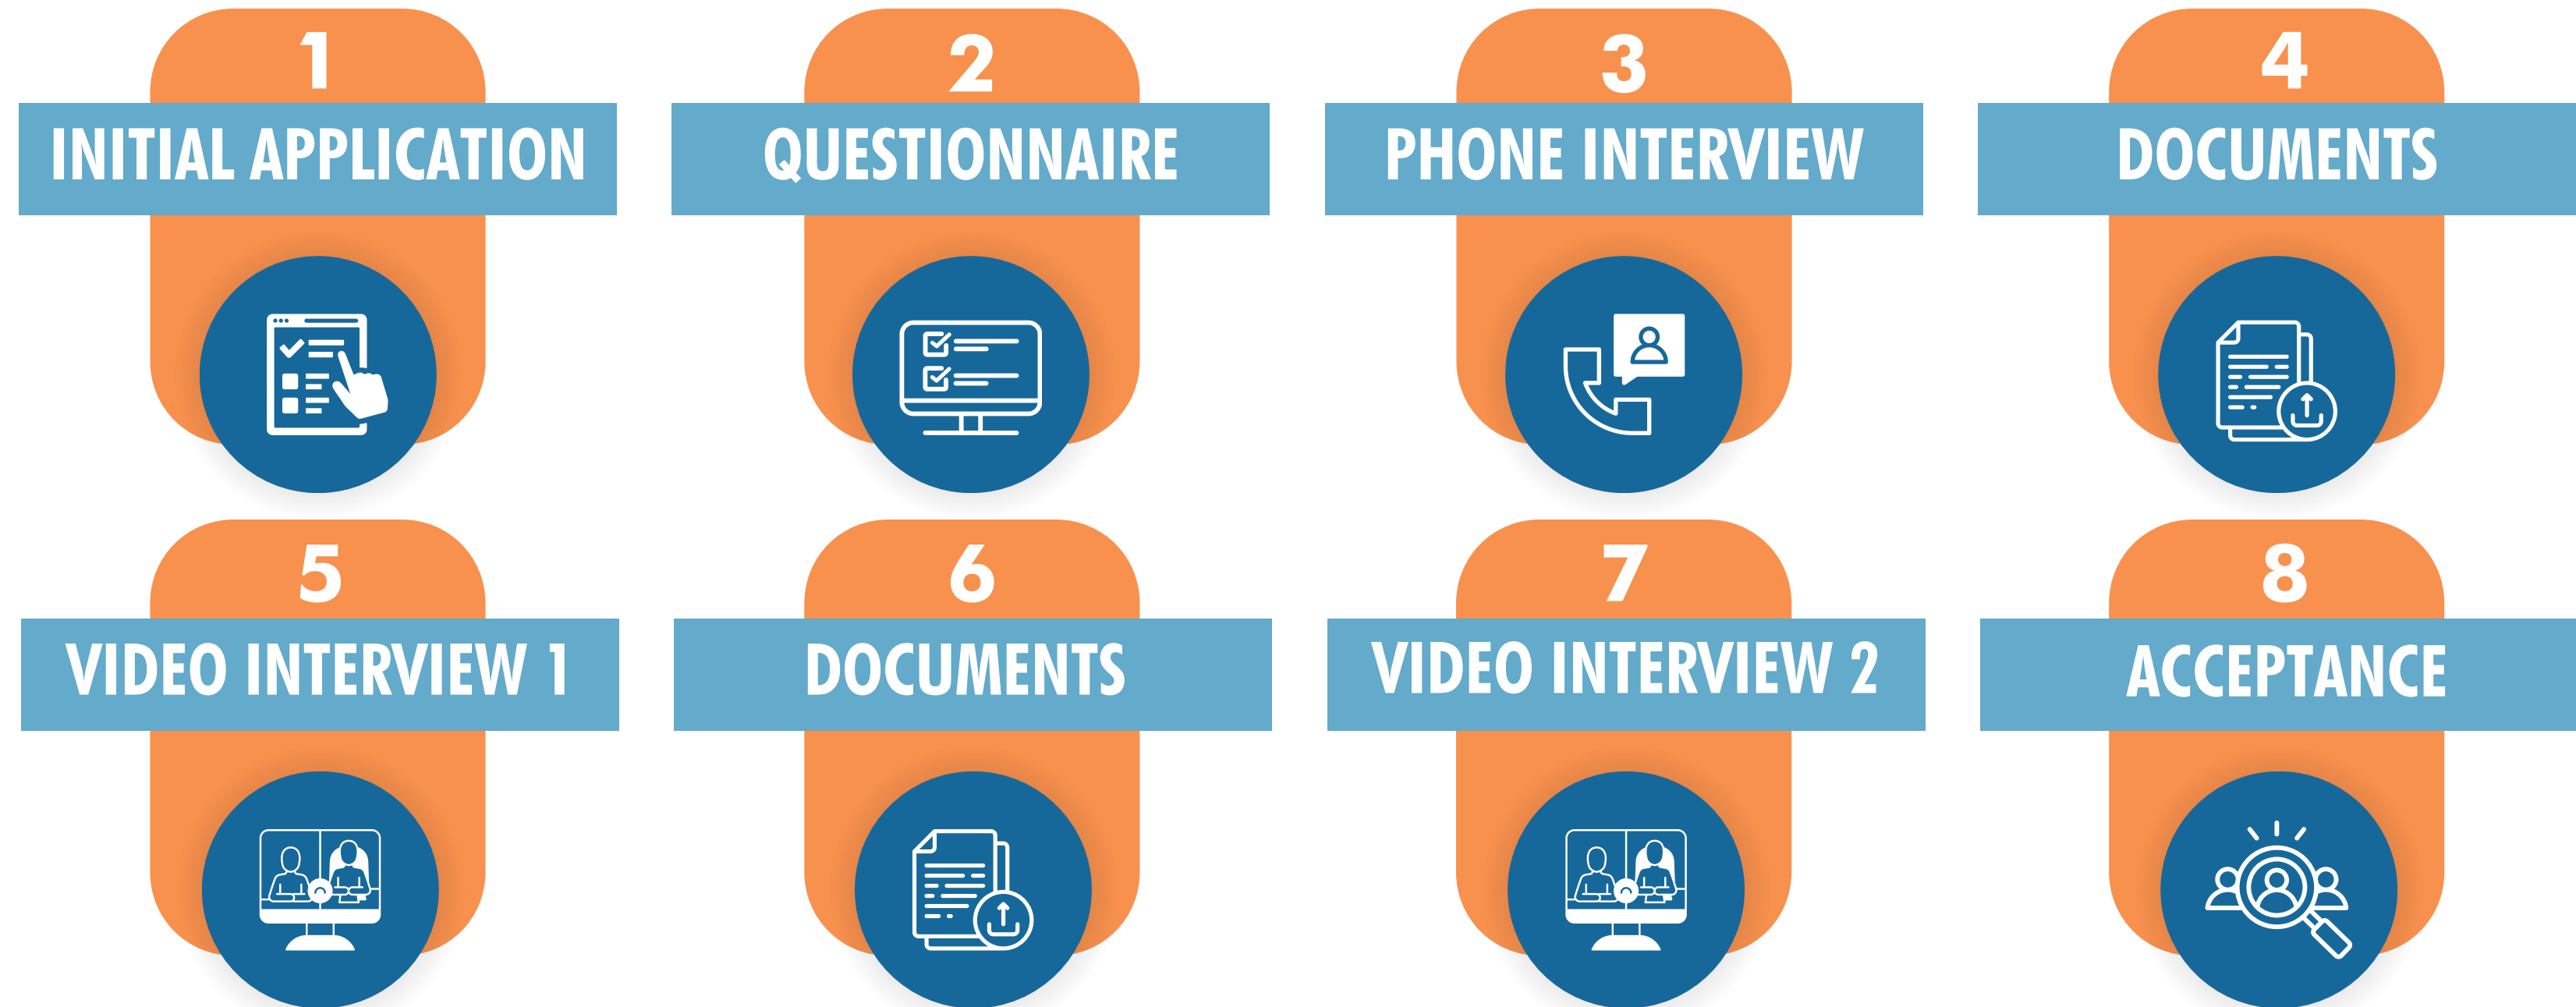 1
INITIAL APPLICATION
2
QUESTIONNAIRE
3
PHONE INTERVIEW
4
DOCUMENTS
5
VIDEO INTERVIEW 1
6
DOCUMENTS
7
VIDEO INTERVIEW 2
8
ACCEPTANCE